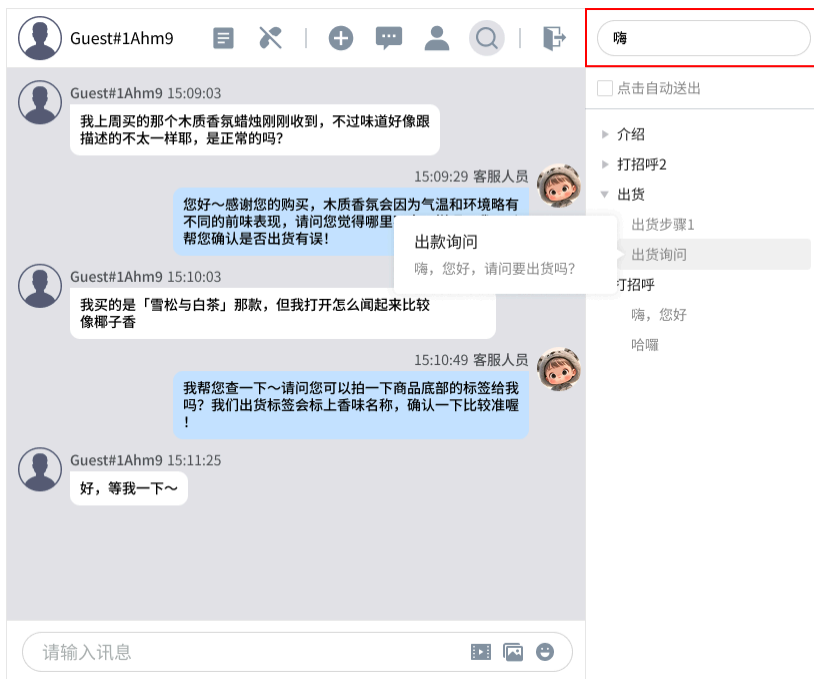 Guest#1Ahm9
Guest#1Ahm9 15:09:03
我上周买的那个木质香氛蜡烛刚刚收到，不过味道好像跟
描述的不太一样耶，是正常的吗？
15:09:29 客服人员
您好～感谢您的购买，木质香氛会因为气温和环境略有
不同的前味表现，请问您觉得哪里
帮您确认是否出货有误！
Guest#1Ahm9 15:10:03
我买的是「雪松与白茶」那款，但我打开怎么闻起来比较
像椰子香
15:10:49 客服人员
我帮您查一下～请问您可以拍一下商品底部的标签给我
吗？我们出货标签会标上香味名称，确认一下比较准喔
！
Guest#1Ahm9 15:11:25
好，等我一下～
请输入讯息
嗨
点击自动送出
介绍
打招呼2
出货
出货步骤1
出货询问
打招呼
嗨，您好
哈囉
出款询问
嗨，您好，请问要出货吗？